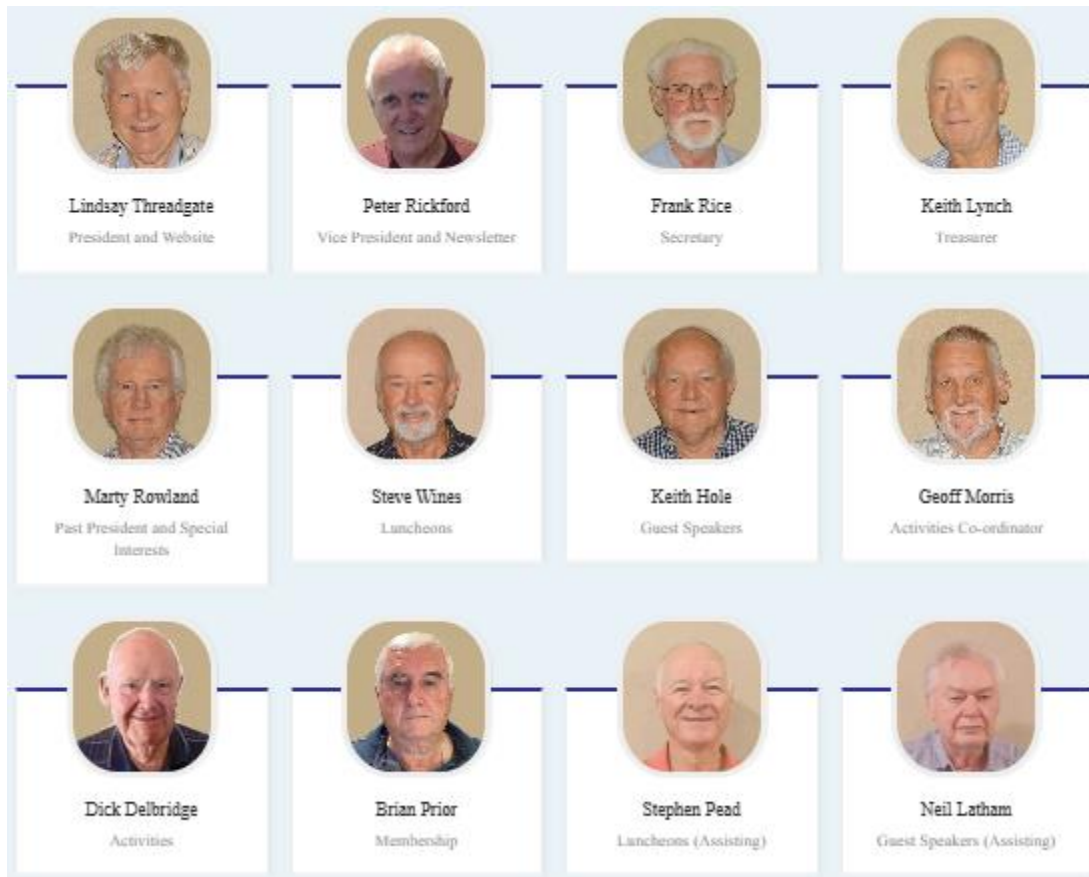 Lindsay Threadgate
President and Website
Peter Rickford
Vice President and Newsletter
Frank Rice
Secretary
Keith Lynch
Treasurer
Marty Rowland
Past President and Special
Interests
Steve Wines
Luncheons
Keith Hole
Guest Speakers
Geoff Morris
Activities Co-ordinator
Dick Delbridge
Activities
Brian Prior
Membership
Stephen Pead
Luncheons (Assisting)
Neil Latham
Guest Speakers (Assisting)